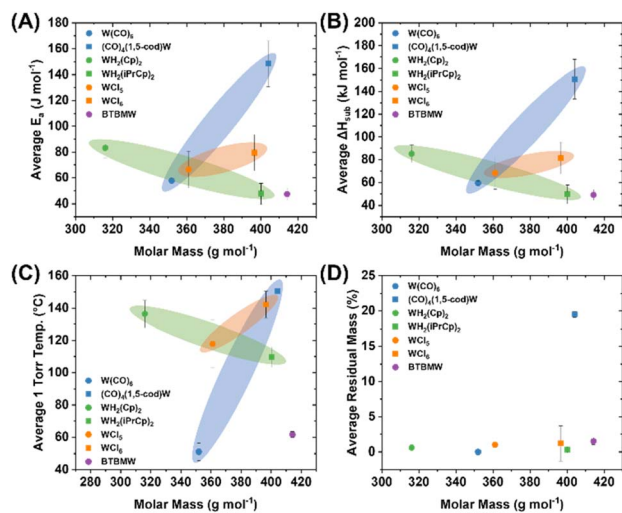 (A)
Average Eₐ (J mol⁻¹)
160
140
120
100
80
60
40
W(CO)₆
(CO)₄(1,5-cod)W
WH₂(Cp)₂
WH₂(iPrCp)₂
WCl₅
WCl₆
BTBMW
300 320 340 360 380 400 420
Molar Mass (g mol⁻¹)
(B)
Average ΔHsub (kJ mol⁻¹)
200
180
160
140
120
100
80
60
40
W(CO)₆
(CO)₄(1,5-cod)W
WH₂(Cp)₂
WH₂(iPrCp)₂
WCl₅
WCl₆
BTBMW
300 320 340 360 380 400 420
Molar Mass (g mol⁻¹)
(C)
Average 1 Torr Temp. (°C)
160
140
120
100
80
60
40
W(CO)₆
(CO)₄(1,5-cod)W
WH₂(Cp)₂
WH₂(iPrCp)₂
WCl₅
WCl₆
BTBMW
280 300 320 340 360 380 400 420
Molar Mass (g mol⁻¹)
(D)
Average Residual Mass (%)
25
20
15
10
5
0
W(CO)₆
(CO)₄(1,5-cod)W
WH₂(Cp)₂
WH₂(iPrCp)₂
WCl₅
WCl₆
BTBMW
300 320 340 360 380 400 420
Molar Mass (g mol⁻¹)